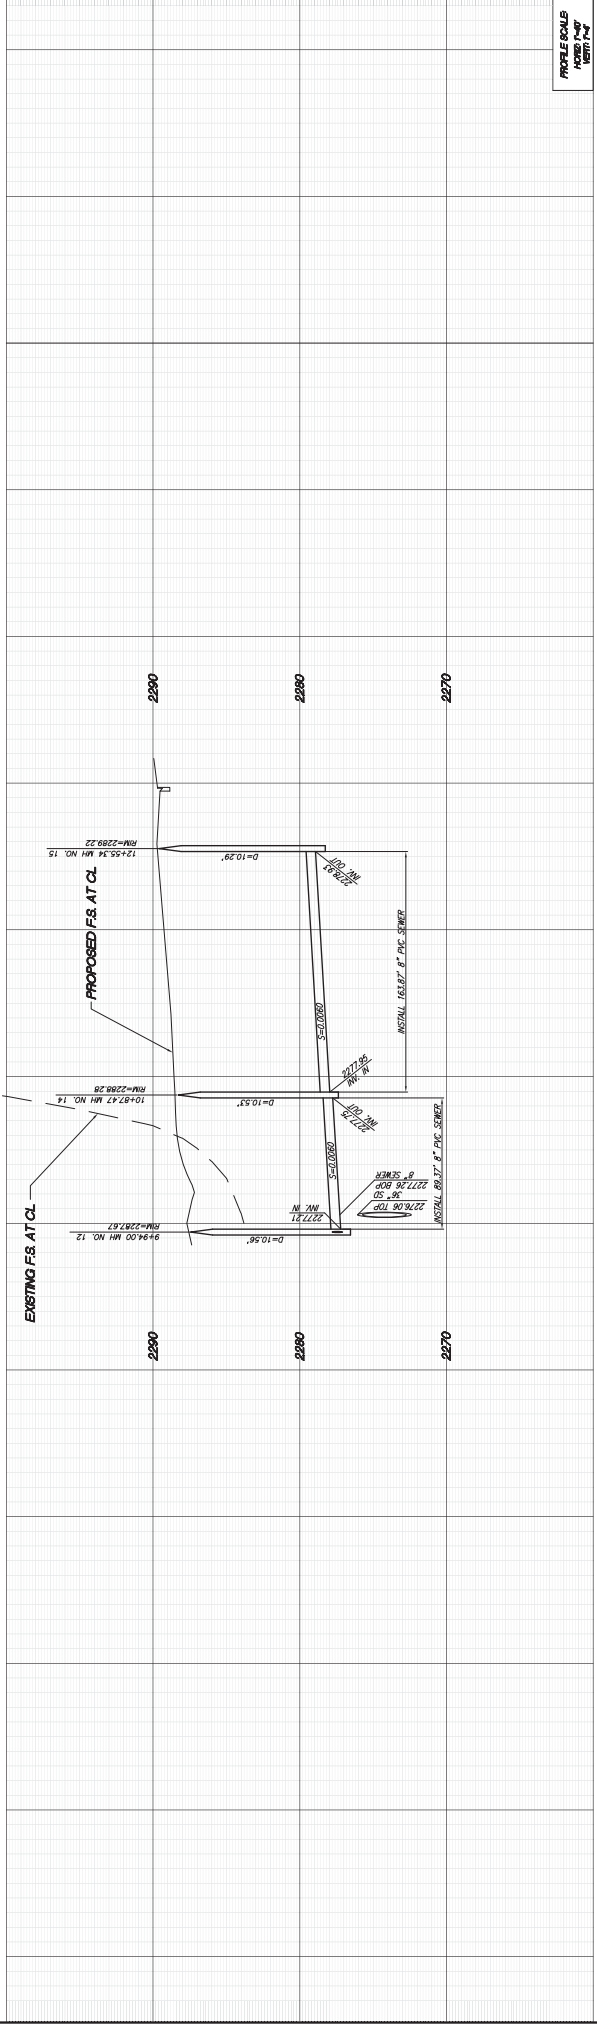 PROFILE SCALE:
HORIZ: 1"=40'
VERT: 1"=4'
2290
2280
2270
2290
2280
2270
EXISTING F.S. AT CL
PROPOSED F.S. AT CL
9+94.00 MH NO. 12
RIM=2287.67
D=10.56'
2277.21
INV. IN
10+87.47 MH NO. 14
RIM=2288.28
D=10.53'
2277.75
INV. OUT
2277.95
INV. IN
12+55.34 MH NO. 15
RIM=2289.22
D=10.29'
2278.93
INV. OUT
S=0.0060
S=0.0060
8" SEWER
2277.26 BOP
36" SD
2276.06 TOP
INSTALL 89.37' 8" PVC SEWER
INSTALL 163.87' 8" PVC SEWER